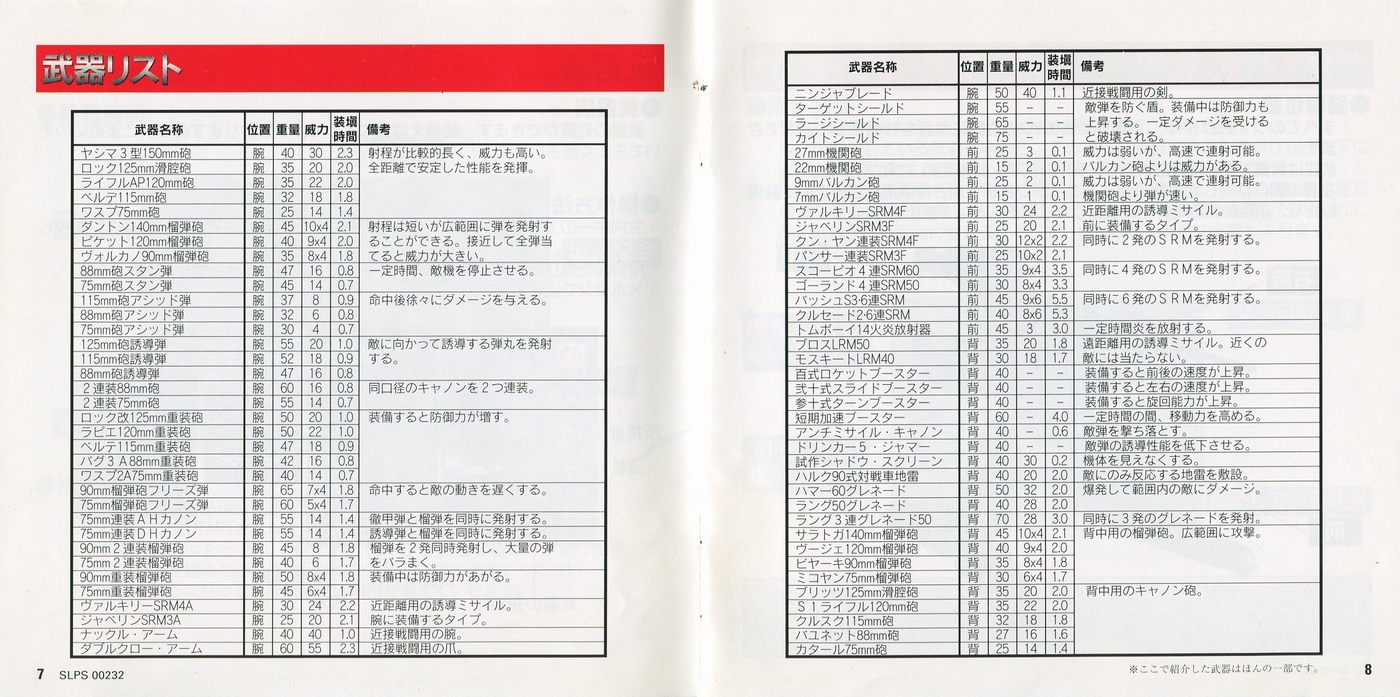 武器リスト
武器名称 位置 重量 威力 装填時間 備考
ヤシマ3型150mm砲 腕 40 30 2.3 射程が比較的長く、威力も高い。
ロック125mm滑腔砲 腕 35 20 2.0 全距離で安定した性能を発揮。
ライフルAP120mm砲 腕 35 22 2.0
ベルテ115mm砲 腕 32 18 1.8
ワスプ75mm砲 腕 25 14 1.4
ダントン140mm榴弾砲 腕 45 10x4 2.1 射程は短いが広範囲に弾を発射す
ピケット120mm榴弾砲 腕 40 9x4 2.0 ることができる。接近して全弾当
ヴォルカノ90mm榴弾砲 腕 35 8x4 1.8 てると威力が大きい。
88mm砲スタン弾 腕 47 16 0.8 一定時間、敵機を停止させる。
75mm砲スタン弾 腕 45 14 0.7
115mm砲アシッド弾 腕 37 8 0.9 命中後徐々にダメージを与える。
88mm砲アシッド弾 腕 32 6 0.8
75mm砲アシッド弾 腕 30 4 0.7
125mm砲誘導弾 腕 55 20 1.0 敵に向かって誘導する弾丸を発射
115mm砲誘導弾 腕 52 18 0.9 する。
88mm砲誘導弾 腕 47 16 0.8
2連装88mm砲 腕 60 16 0.8 同口径のキャノンを2つ連装。
2連装75mm砲 腕 55 14 0.7
ロック改125mm重装砲 腕 50 20 1.0 装備すると防御力が増す。
ラピエ120mm重装砲 腕 50 22 1.0
ベルテ115mm重装砲 腕 47 18 0.9
バグ3A88mm重装砲 腕 42 16 0.8
ワスプ2A75mm重装砲 腕 40 14 0.7
90mm榴弾砲フリーズ弾 腕 65 7x4 1.8 命中すると敵の動きを遅くする。
75mm榴弾砲フリーズ弾 腕 60 5x4 1.7
75mm連装AHカノン 腕 55 14 1.4 徹甲弾と榴弾を同時に発射する。
75mm連装DHカノン 腕 55 14 1.4 誘導弾と榴弾を同時に発射する。
90mm2連装榴弾砲 腕 45 8 1.8 榴弾を2発同時発射し、大量の弾
75mm2連装榴弾砲 腕 40 6 1.7 をバラまく。
90mm重装榴弾砲 腕 50 8x4 1.8 装備中は防御力があがる。
75mm重装榴弾砲 腕 45 6x4 1.7
ヴァルキリーSRM4A 腕 30 24 2.2 近距離用の誘導ミサイル。
ジャベリンSRM3A 腕 25 20 2.1 腕に装備するタイプ。
ナックル・アーム 腕 40 40 1.0 近接戦闘用の腕。
ダブルクロー・アーム 腕 60 55 2.3 近接戦闘用の爪。
7 SLPS 00232
武器名称 位置 重量 威力 装填時間 備考
ニンジャブレード 腕 50 40 1.1 近接戦闘用の剣。
ターゲットシールド 腕 55 – – 敵弾を防ぐ盾。装備中は防御力も
ラージシールド 腕 65 – – 上昇する。一定ダメージを受ける
カイトシールド 腕 75 – – と破壊される。
27mm機関砲 前 25 3 0.1 威力は弱いが、高速で連射可能。
22mm機関砲 前 15 2 0.1 バルカン砲よりは威力がある。
9mmバルカン砲 前 25 2 0.1 威力は弱いが、高速で連射可能。
7mmバルカン砲 前 15 1 0.1 機関砲より弾が速い。
ヴァルキリーSRM4F 前 30 24 2.2 近距離用の誘導ミサイル。
ジャベリンSRM3F 前 25 20 2.1 前に装備するタイプ。
クン・ヤン連装SRM4F 前 30 12x2 2.2 同時に2発のSRMを発射する。
パンサー連装SRM3F 前 25 10x2 2.1
スコーピオ4連SRM60 前 35 9x4 3.5 同時に4発のSRMを発射する。
ゴーランド4連SRM50 前 30 8x4 3.3
バッシュS3·6連SRM 前 45 9x6 5.5 同時に6発のSRMを発射する。
クルセード2·6連SRM 前 40 8x6 5.3
トムボーイ14火炎放射器 前 45 3 3.0 一定時間炎を放射する。
ブロスLRM50 背 35 20 1.8 遠距離用の誘導ミサイル。近くの
モスキートLRM40 背 30 18 1.7 敵には当たらない。
百式ロケットブースター 背 40 – – 装備すると前後の速度が上昇。
弐十式スライドブースター 背 40 – – 装備すると左右の速度が上昇。
参十式ターンブースター 背 40 – – 装備すると旋回能力が上昇。
短期加速ブースター 背 60 – 4.0 一定時間の間、移動力を高める。
アンチミサイル・キャノン 背 40 – 0.6 敵弾を撃ち落とす。
ドリンカー5・ジャマー 背 40 – – 敵弾の誘導性能を低下させる。
試作シャドウ・スクリーン 背 40 30 0.2 機体を見えなくする。
ハルク90式対戦車地雷 背 40 20 2.0 敵にのみ反応する地雷を敷設。
ハマー60グレネード 背 50 32 2.0 爆発して範囲内の敵にダメージ。
ラング50グレネード 背 40 28 2.0
ラング3連グレネード50 背 70 28 3.0 同時に3発のグレネードを発射。
サラトガ140mm榴弾砲 背 45 10x4 2.1 背中用の榴弾砲。広範囲に攻撃。
ヴージェ120mm榴弾砲 背 40 9x4 2.0
ビヤーキ90mm榴弾砲 背 35 8x4 1.8
ミコヤン75mm榴弾砲 背 30 6x4 1.7
ブリッツ125mm滑腔砲 背 35 20 2.0 背中用のキャノン砲。
S1ライフル120mm砲 背 35 22 2.0
クルスク115mm砲 背 32 18 1.8
バユネット88mm砲 背 27 16 1.6
カタール75mm砲 背 25 14 1.4
※ここで紹介した武器はほんの一部です。 8